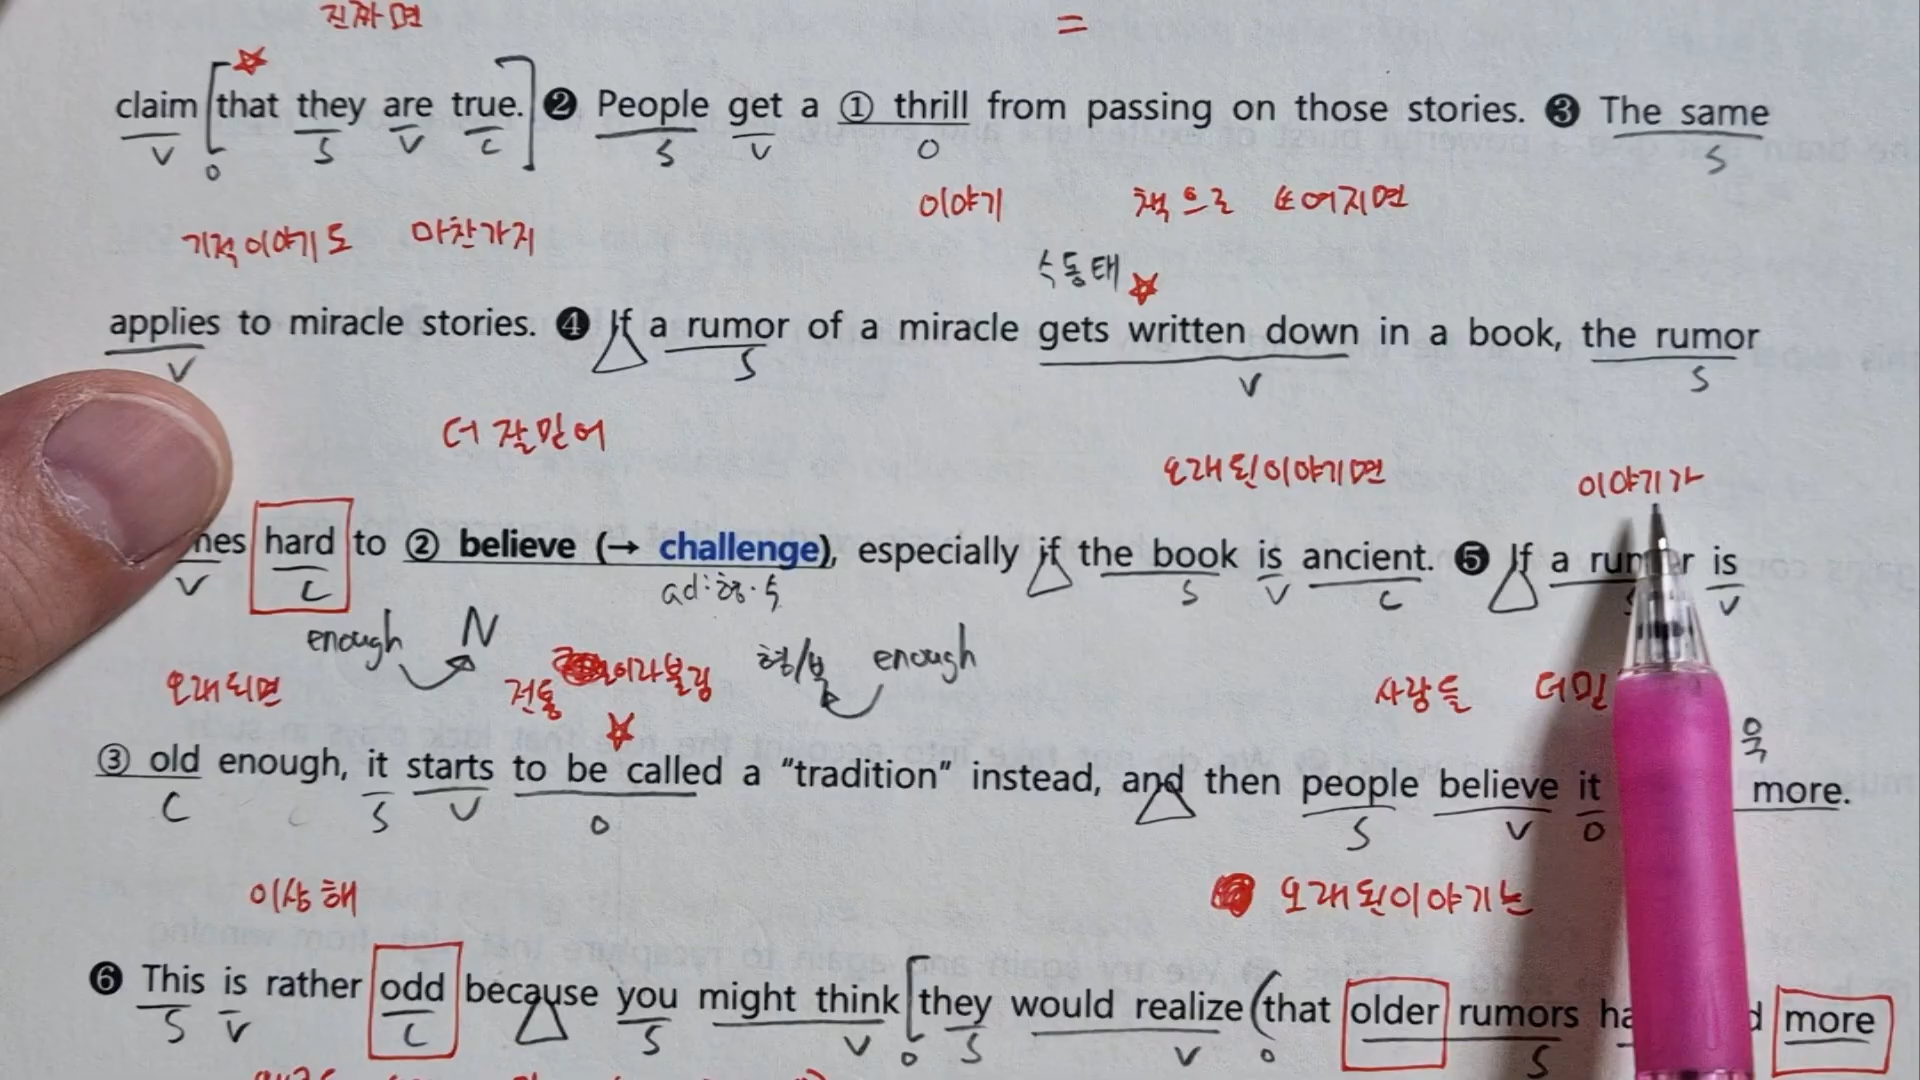 진짜면 =
claim [that they are true.] ❷ People get a ① thrill from passing on those stories. ❸ The same
V O S V C S V O S
기적이야기도 마찬가지 이야기 책으로 쓰여지면
수동태
applies to miracle stories. ❹ If a rumor of a miracle gets written down in a book, the rumor
V S V S
더 잘믿어 오래된이야기면 이야기가
hard to ② believe (→ challenge), especially if the book is ancient. ❺ If a is
V C ad:형·부 S V C V
enough N 형/부 enough
오래되면 전통 이라불림 사람들 더믿
욱
③ old enough, it starts to be called a “tradition” instead, and then people believe it more.
C S V O S V O
이상해 오래된이야기는
❻ This is rather odd because you might think [they would realize (that older rumors more
S V C S V O S V O S